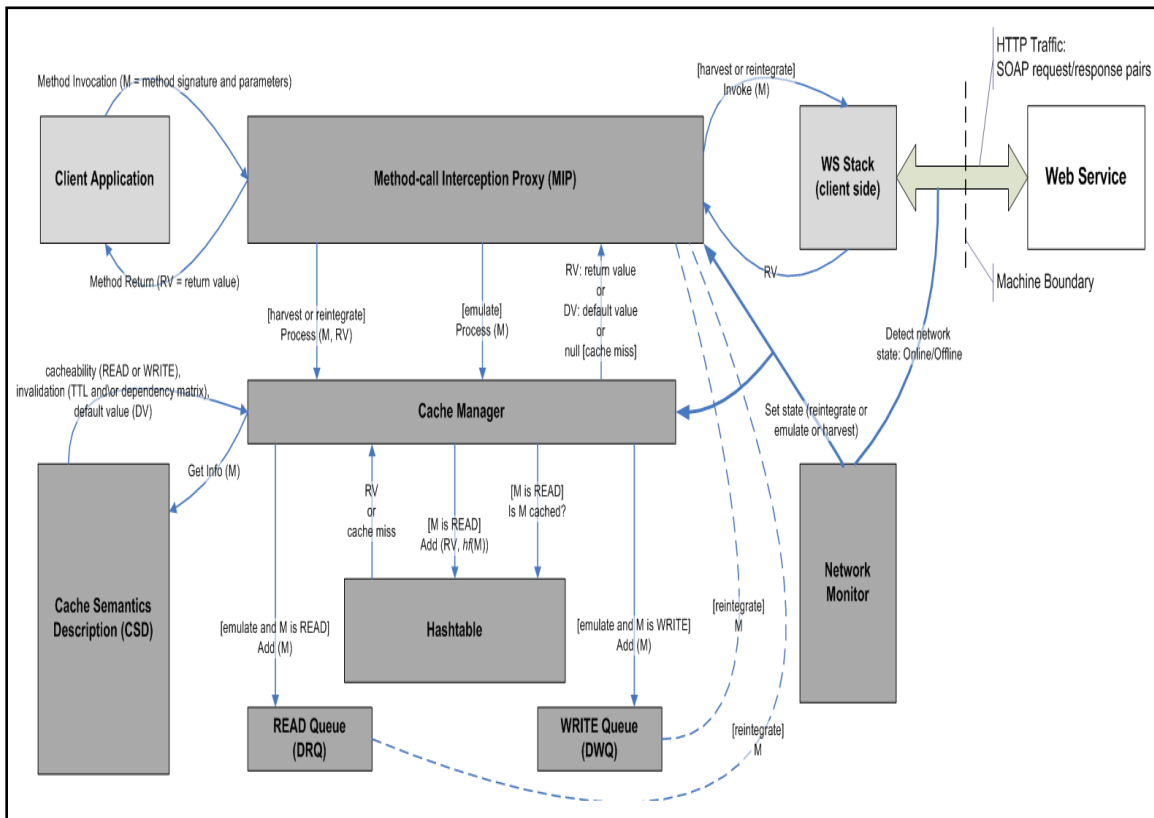 HTTP Traffic:
SOAP request/response pairs
Method Invocation (M = method signature and parameters)
[harvest or reintegrate]
Invoke (M)
Client Application
Method-call Interception Proxy (MIP)
WS Stack
(client side)
Web Service
Method Return (RV = return value)
RV
Machine Boundary
[harvest or reintegrate]
Process (M, RV)
[emulate]
Process (M)
RV: return value
or
DV: default value
or
null [cache miss]
Detect network
state: Online/Offline
cacheability (READ or WRITE),
invalidation (TTL and\or dependency matrix),
default value (DV)
Cache Manager
Set state (reintegrate or
emulate or harvest)
Get Info (M)
RV
or
cache miss
[M is READ]
Add (RV, hf(M))
[M is READ]
Is M cached?
Cache Semantics
Description (CSD)
Hashtable
Network
Monitor
[emulate and M is READ]
Add (M)
[emulate and M is WRITE]
Add (M)
[reintegrate]
M
READ Queue
(DRQ)
WRITE Queue
(DWQ)
[reintegrate]
M